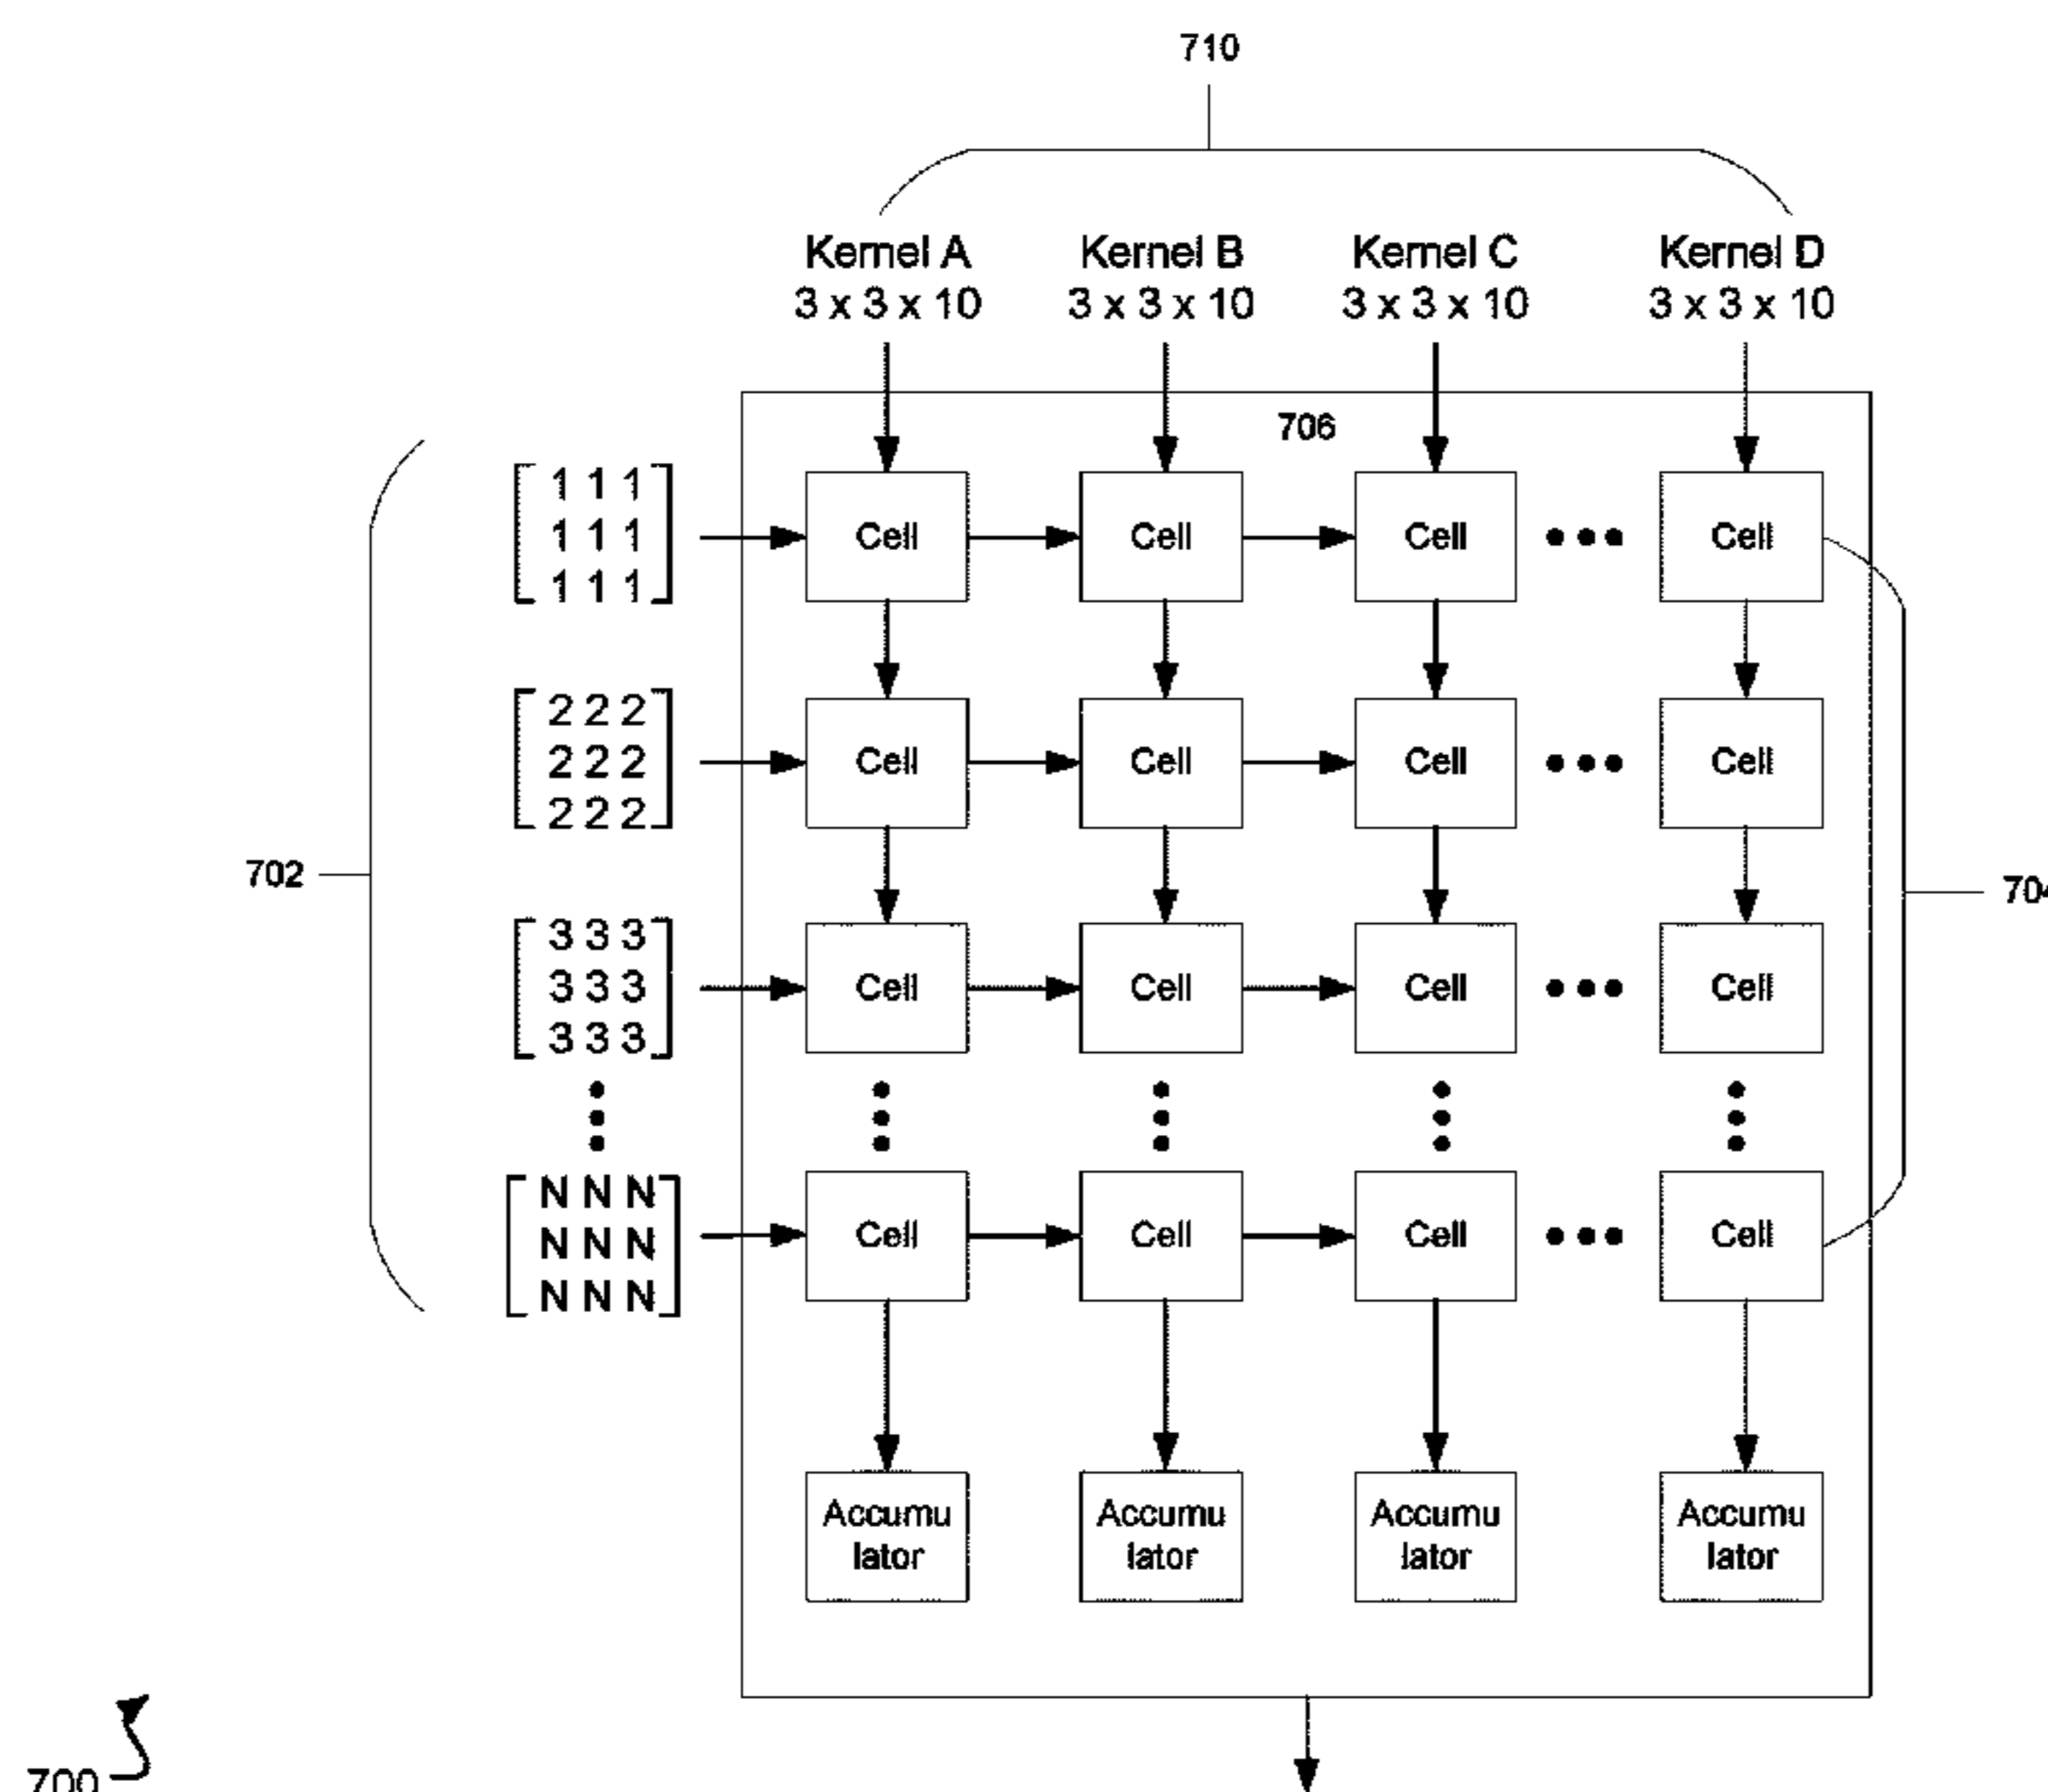 710
Kernel A Kernel B Kernel C Kernel D
3 x 3 x 10 3 x 3 x 10 3 x 3 x 10 3 x 3 x 10
706
1 1 1
1 1 1
1 1 1
Cell Cell Cell Cell
2 2 2
2 2 2
2 2 2
Cell Cell Cell Cell
702
704
3 3 3
3 3 3
3 3 3
Cell Cell Cell Cell
N N N
N N N
N N N
Cell Cell Cell Cell
Accumu Accumu Accumu Accumu
lator lator lator lator
700